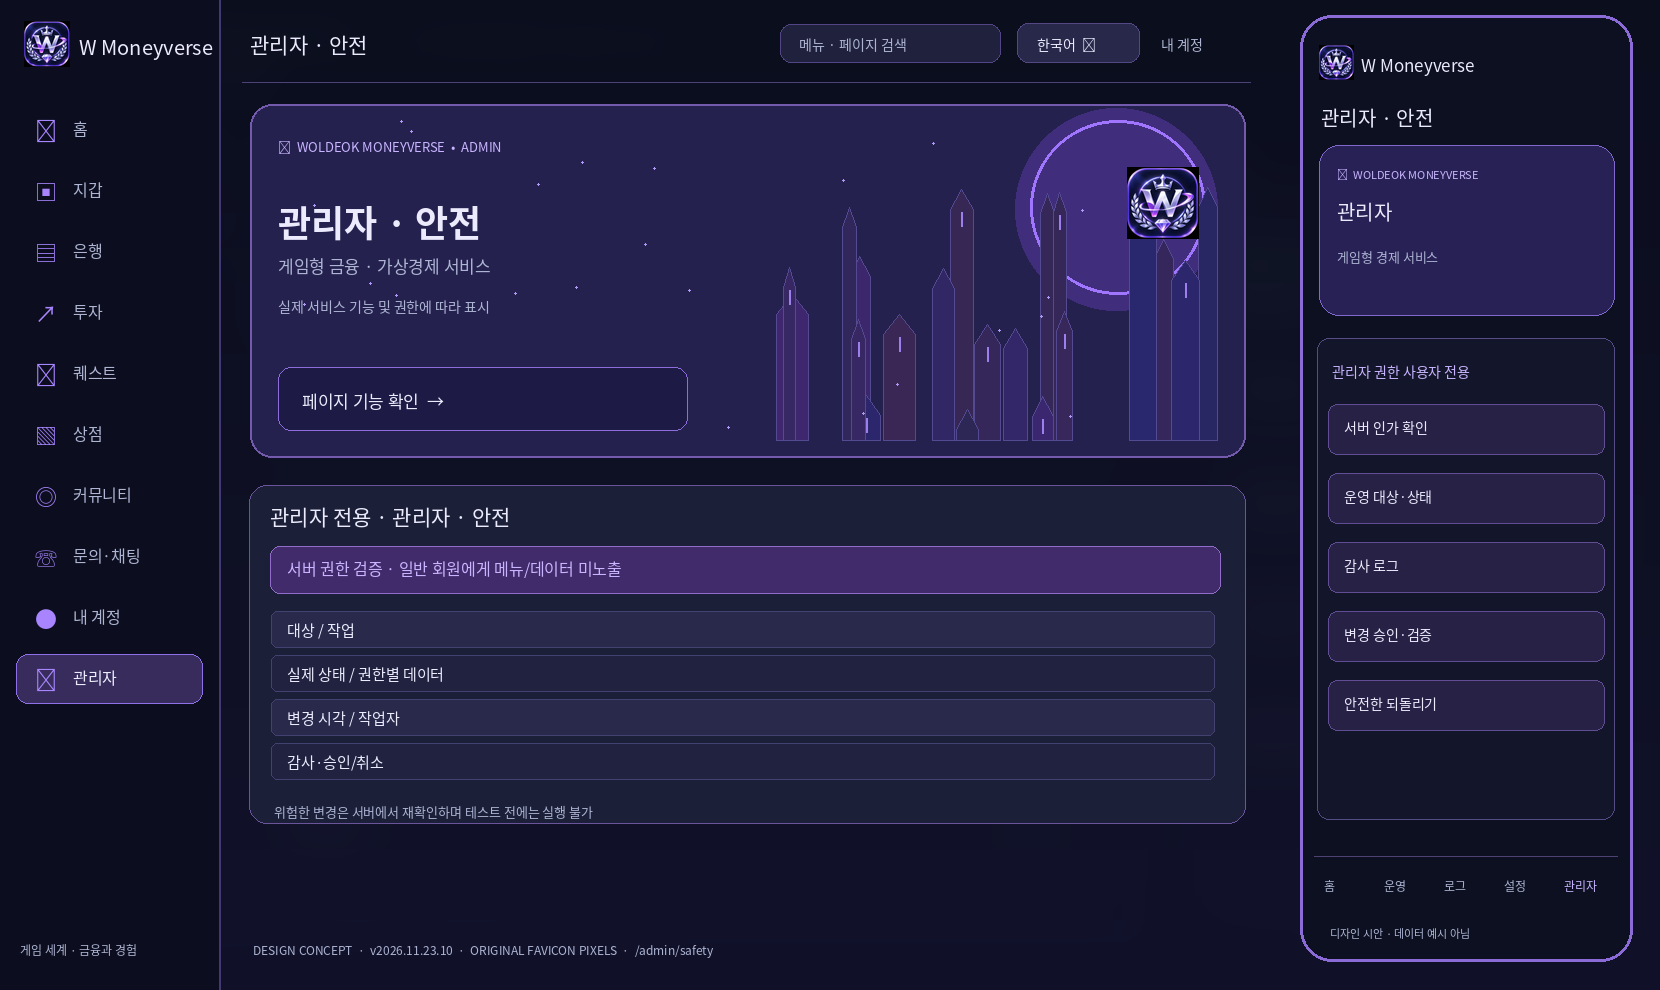 W Moneyverse
홈
지갑
은행
투자
퀘스트
상점
커뮤니티
문의·채팅
내 계정
관리자
게임 세계 · 금융과 경험
관리자 · 안전
메뉴 · 페이지 검색
한국어
내 계정
WOLDEOK MONEYVERSE • ADMIN
관리자 · 안전
게임형 금융 · 가상경제 서비스
실제 서비스 기능 및 권한에 따라 표시
페이지 기능 확인 →
관리자 전용 · 관리자 · 안전
서버 권한 검증 · 일반 회원에게 메뉴/데이터 미노출
대상 / 작업
실제 상태 / 권한별 데이터
변경 시각 / 작업자
감사·승인/취소
위험한 변경은 서버에서 재확인하며 테스트 전에는 실행 불가
DESIGN CONCEPT · v2026.11.23.10 · ORIGINAL FAVICON PIXELS · /admin/safety
W Moneyverse
관리자 · 안전
WOLDEOK MONEYVERSE
관리자
게임형 경제 서비스
관리자 권한 사용자 전용
서버 인가 확인
운영 대상·상태
감사 로그
변경 승인·검증
안전한 되돌리기
홈 운영 로그 설정 관리자
디자인 시안 · 데이터 예시 아님